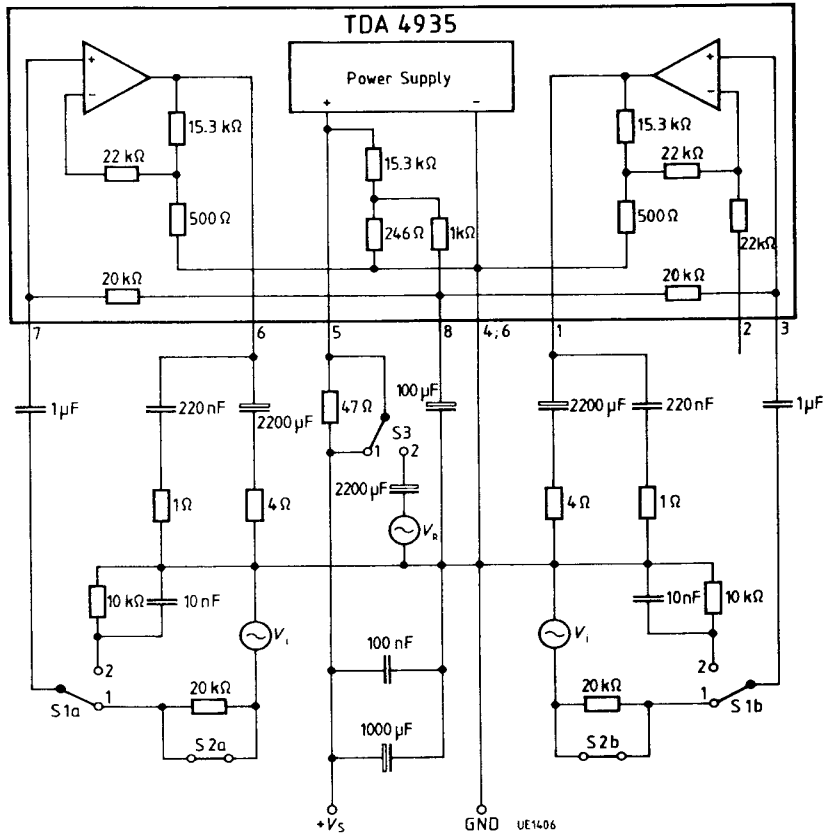 TDA 4935
Power Supply
+ -
+ +
- -
15.3 kΩ 15.3 kΩ 15.3 kΩ
22 kΩ 22 kΩ
500 Ω 246 Ω 1kΩ 500 Ω 22kΩ
20 kΩ 20 kΩ
7 6 5 8 4;6 1 2 3
1μF 220 nF 2200 μF 47 Ω 100 μF 2200 μF 220 nF 1μF
S3
1 2
2200 μF
1Ω 4Ω 4Ω 1Ω
VR
10 kΩ 10 nF 10nF 10 kΩ
Vi Vi
2 100 nF 2
S1a 1 20 kΩ 20 kΩ 1 S1b
S2a 1000 μF S2b
+VS GND UE1406